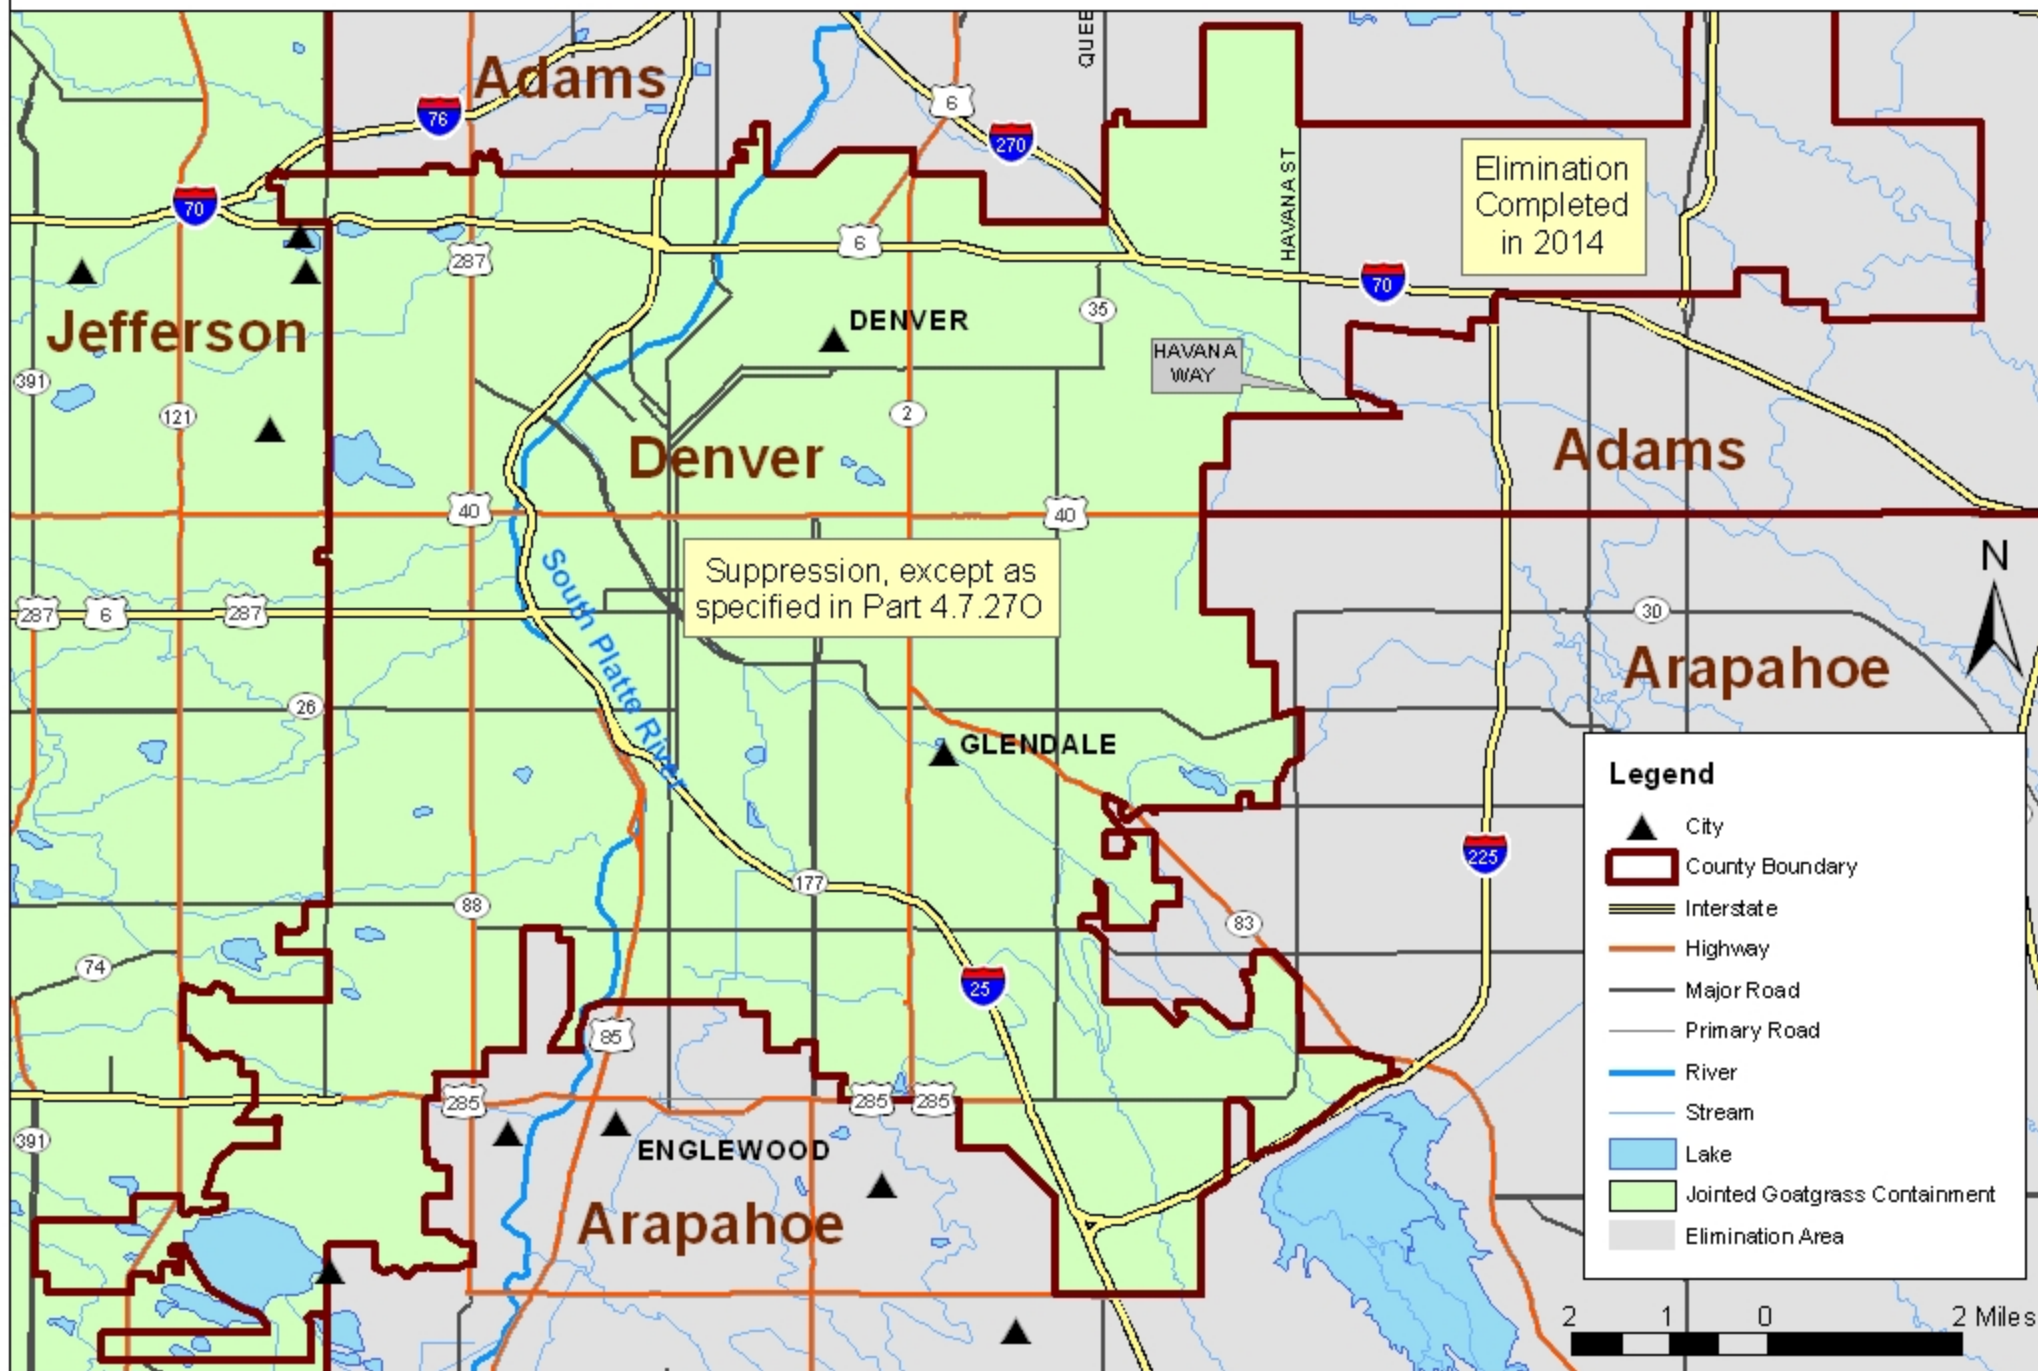 QUEE
Adams
76
6
270
Elimination
Completed
in 2014
HAVANA ST
70
287
6
70
Jefferson
35
DENVER
HAVANA
WAY
391
121
2
Denver
Adams
40
40
South Platte River
Suppression, except as
specified in Part 4.7.27O
N
287
6
287
30
Arapahoe
26
GLENDALE
Legend
City
County Boundary
Interstate
Highway
Major Road
Primary Road
River
Stream
Lake
Jointed Goatgrass Containment
Elimination Area
225
177
88
83
74
25
85
285
285
285
391
ENGLEWOOD
Arapahoe
2 1 0 2 Miles